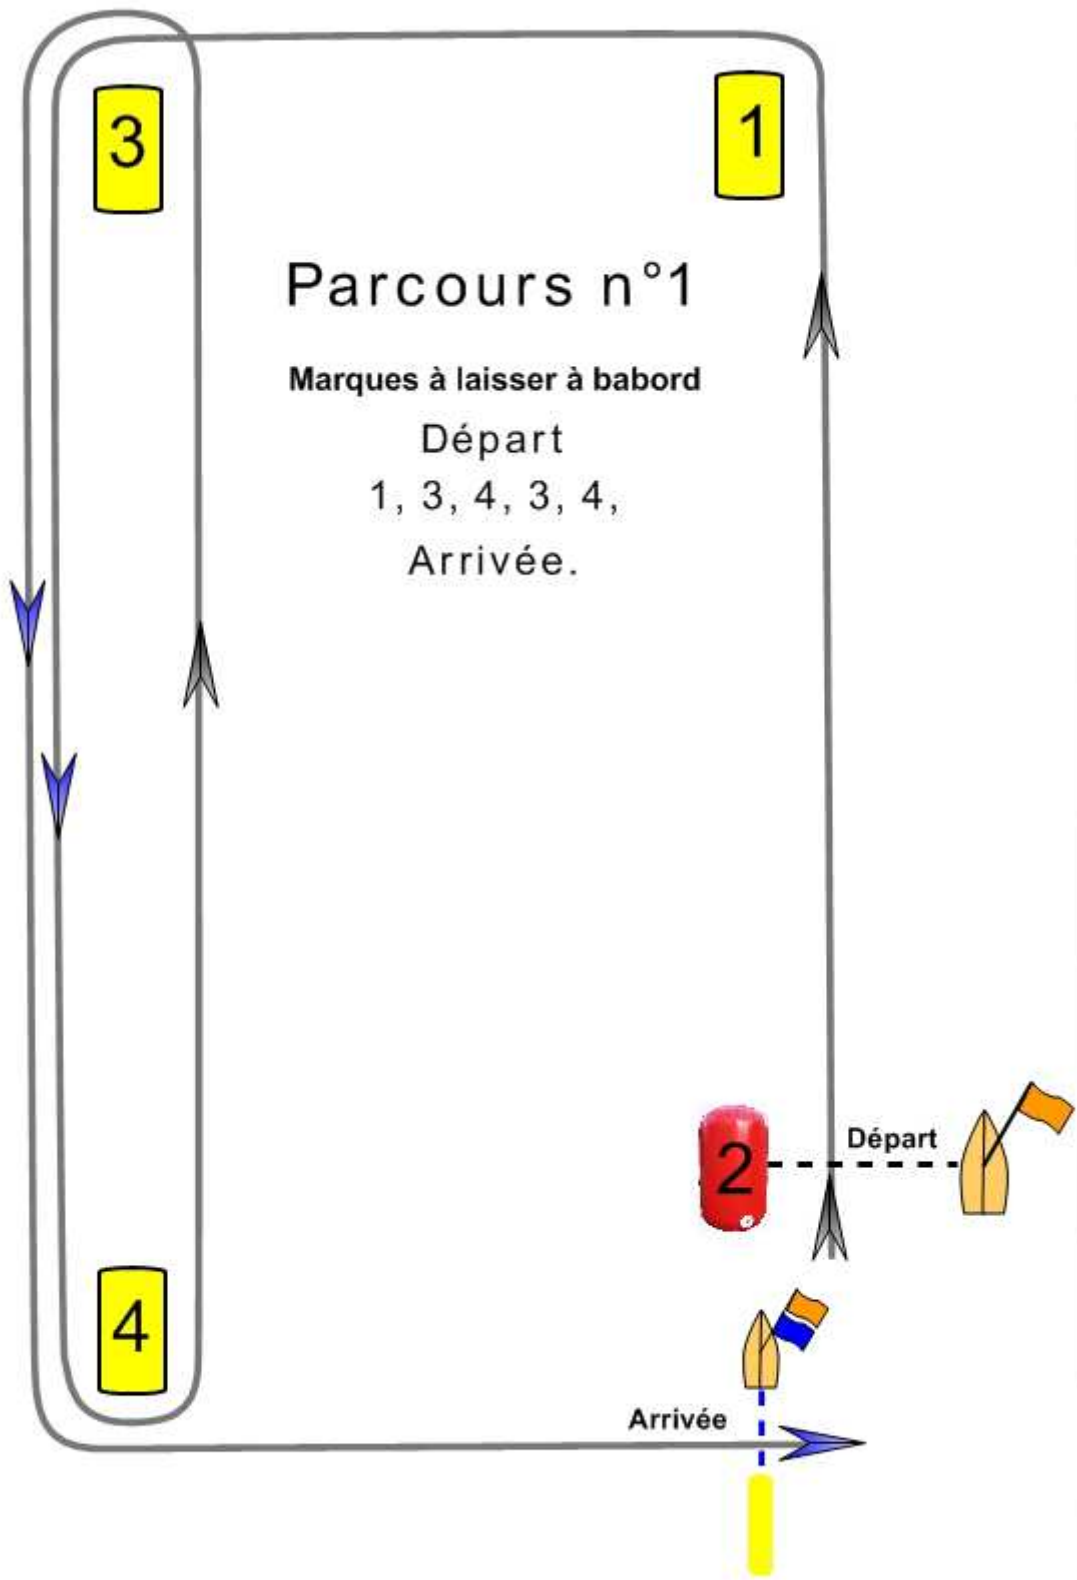 3
1
Parcours n°1
Marques à laisser à babord
Départ
1, 3, 4, 3, 4,
Arrivée.
Départ
2
4
Arrivée